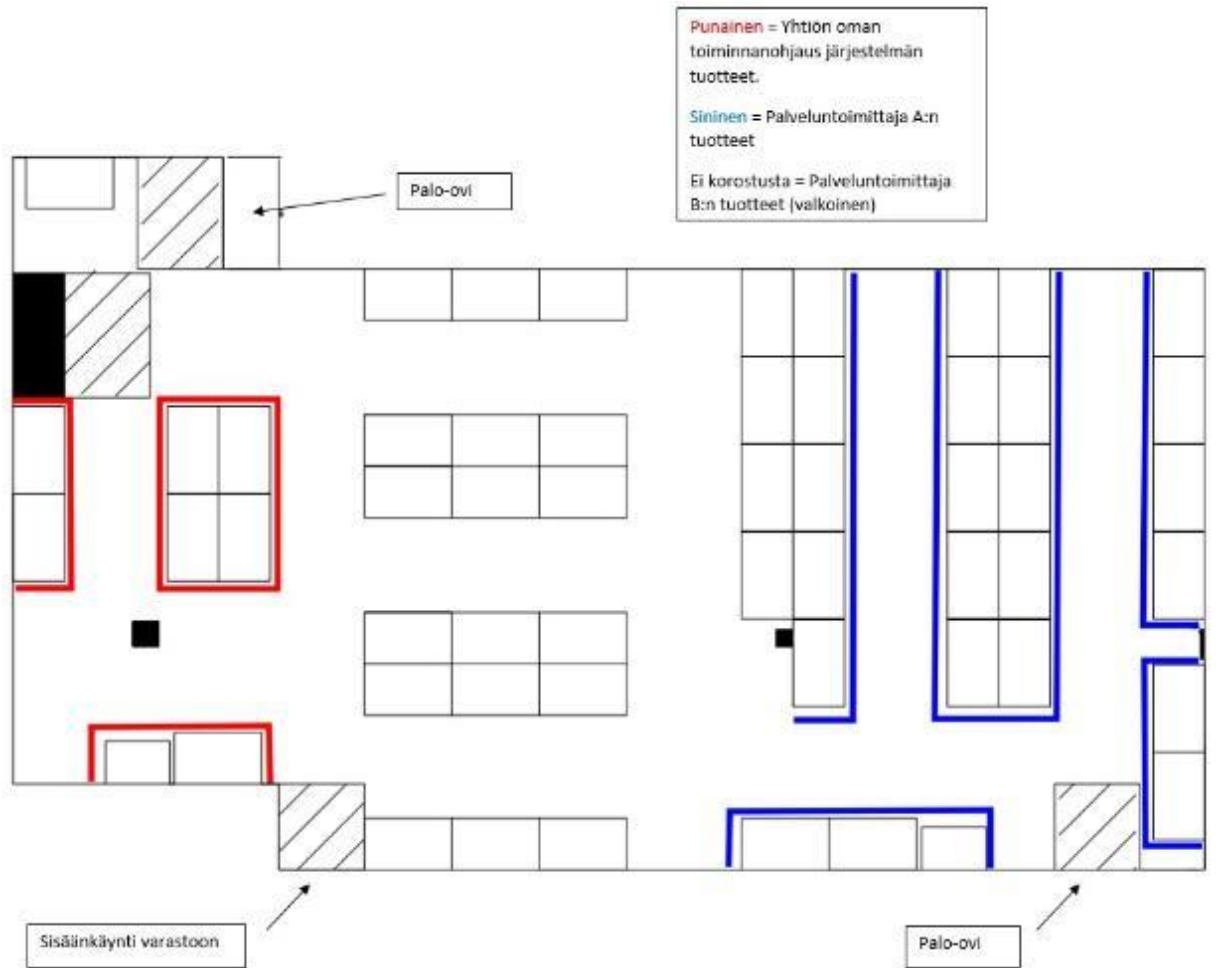 Punainen = Yhtiön oman
toiminnanohjaus järjestelmän
tuotteet.
Sininen = Palveluntoimittaja A:n
tuotteet
Ei korostusta = Palveluntoimittaja
B:n tuotteet (valkoinen)
Palo-ovi
Sisäänkäynti varastoon
Palo-ovi